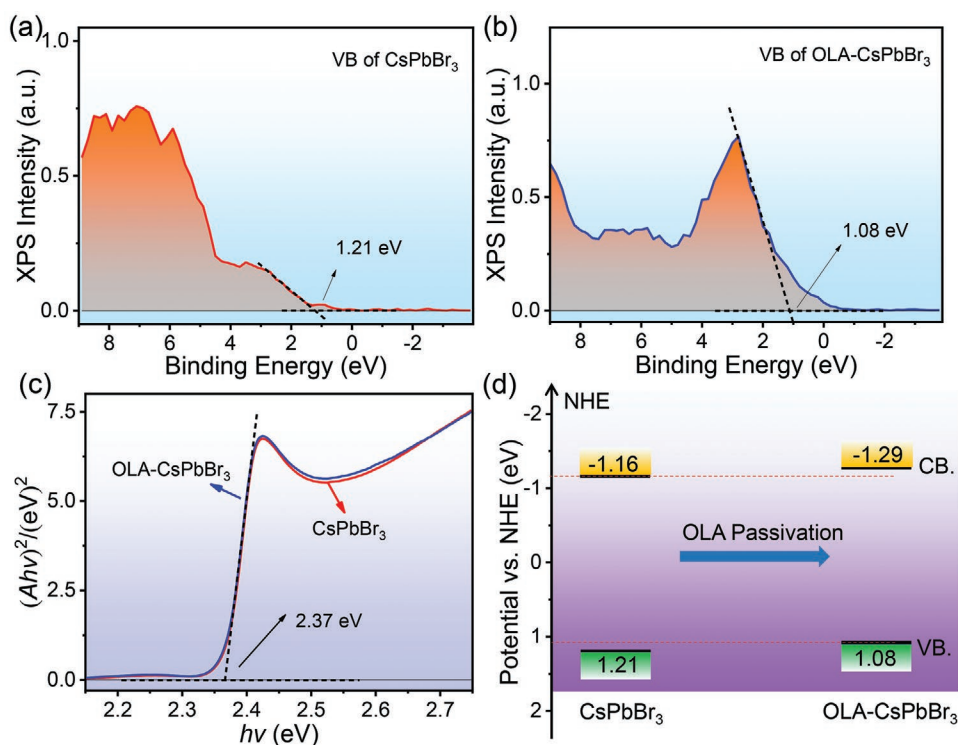 (a)
1.0
0.5
0.0
XPS Intensity (a.u.)
VB of CsPbBr₃
1.21 eV
8 6 4 2 0 -2
Binding Energy (eV)
(b)
1.0
0.5
0.0
XPS Intensity (a.u.)
VB of OLA-CsPbBr₃
1.08 eV
8 6 4 2 0 -2
Binding Energy (eV)
(c)
7.5
5.0
2.5
0.0
(Ahv)²/(eV)²
OLA-CsPbBr₃
CsPbBr₃
2.37 eV
2.2 2.3 2.4 2.5 2.6 2.7
hv (eV)
(d)
NHE
-2
-1
0
1
2
Potential vs. NHE (eV)
-1.16
-1.29
CB.
OLA Passivation
1.21
1.08
VB.
CsPbBr₃
OLA-CsPbBr₃